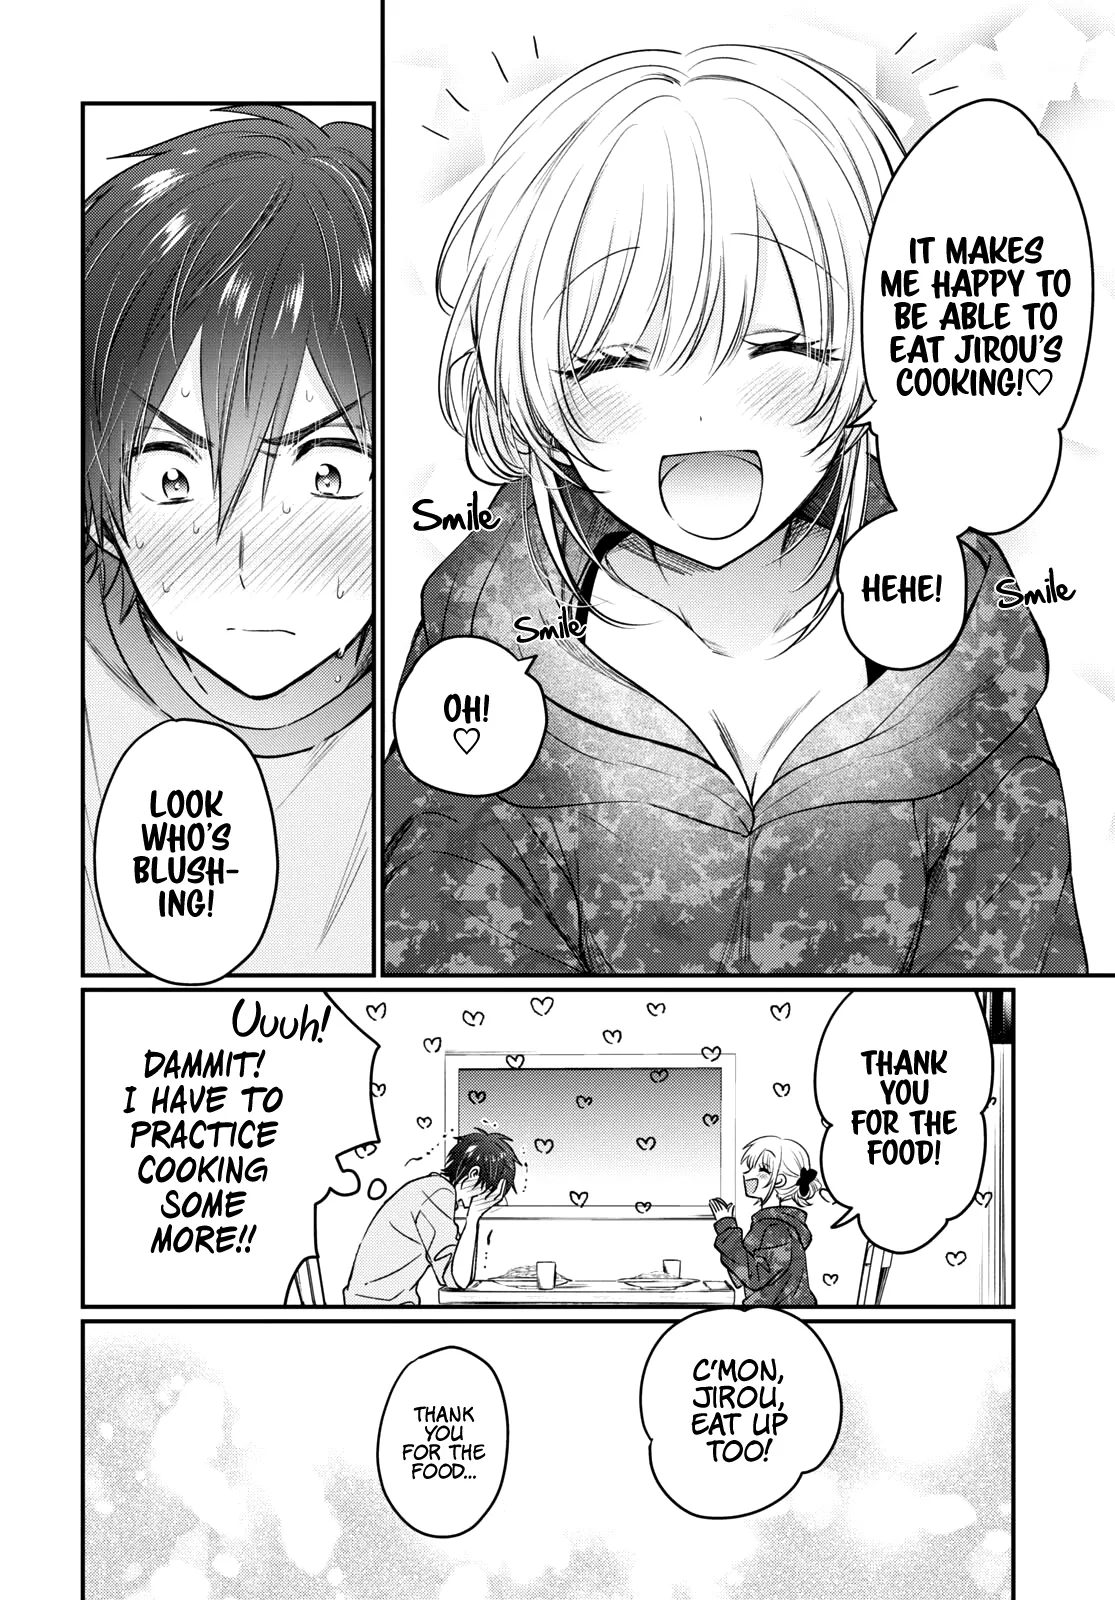 IT MAKES
ME HAPPY TO
BE ABLE TO
EAT JIROU'S
COOKING!♡
HEHE!
Smile
Smile
Smile
OH!
♡
LOOK
WHO'S
BLUSH-
ING!
THANK
YOU
FOR THE
FOOD!
Uuuh!
DAMMIT!
I HAVE TO
PRACTICE
COOKING
SOME
MORE!!
C'MON,
JIROU,
EAT UP
TOO!
THANK
YOU
FOR THE
FOOD...